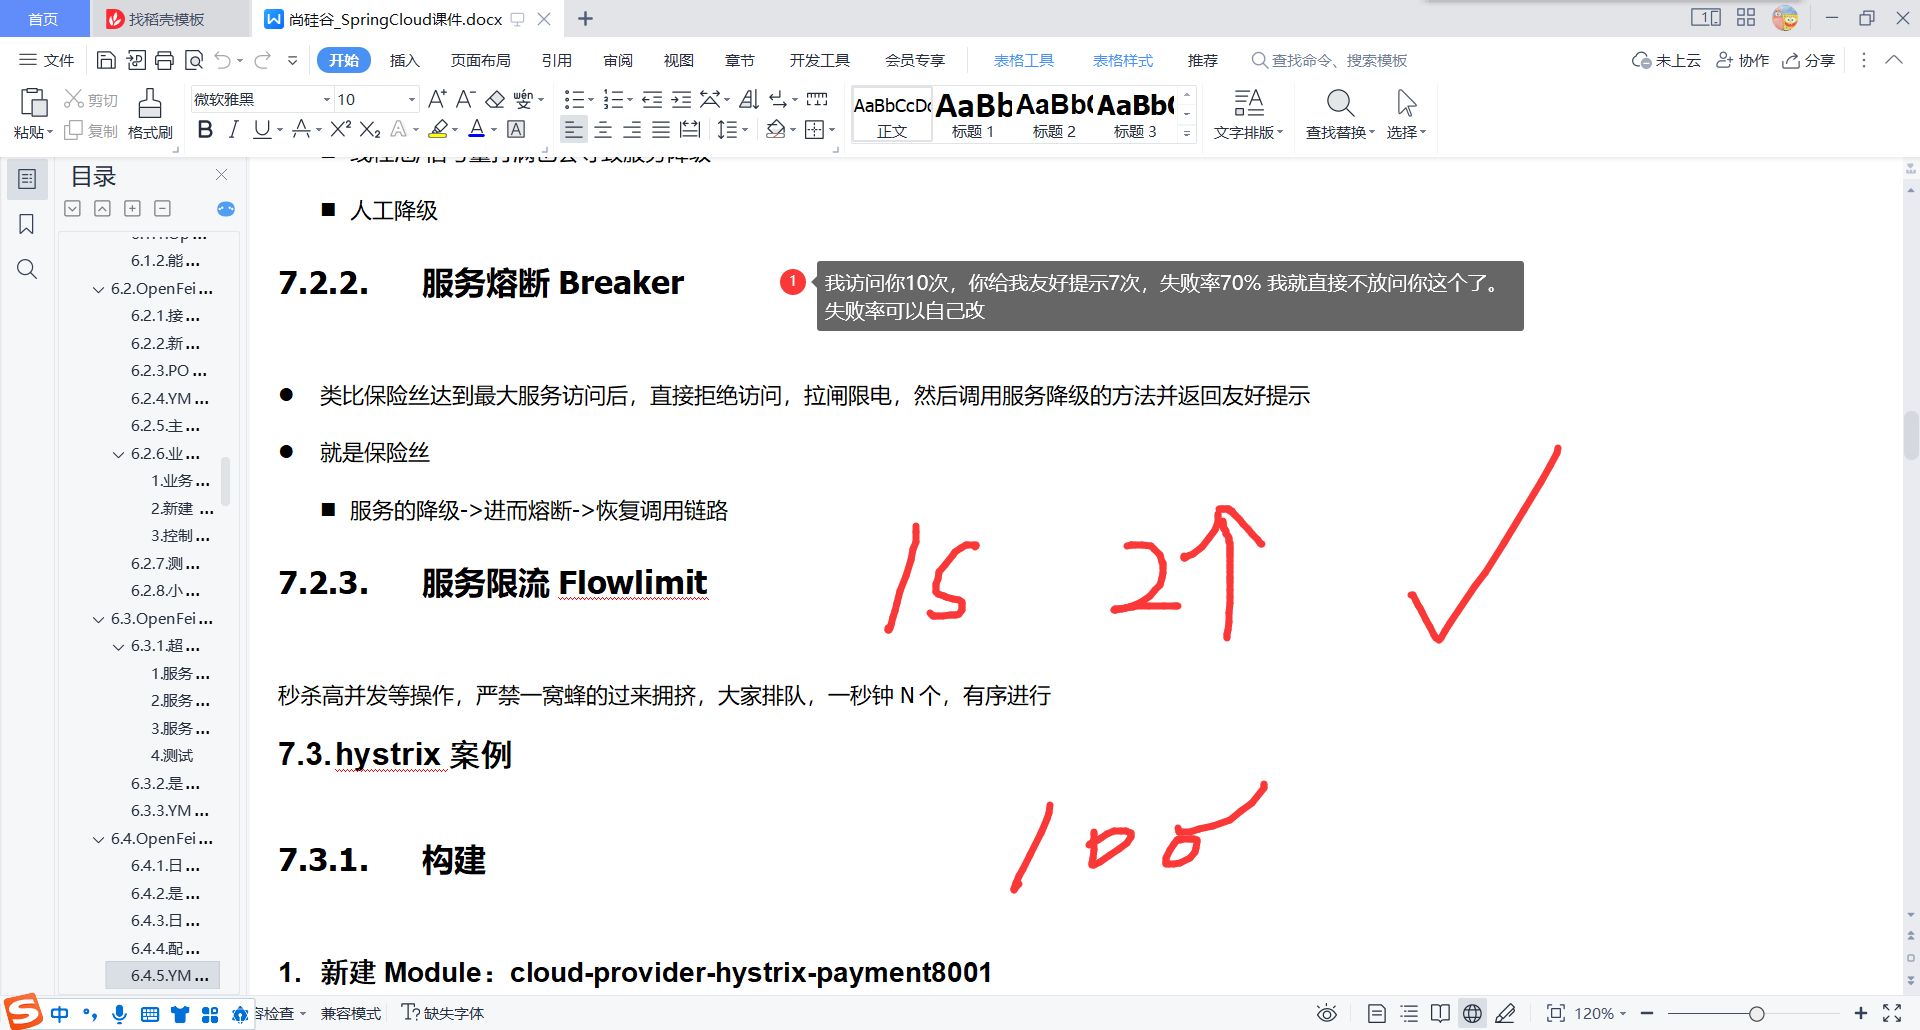 首页
找稻壳模板
尚硅谷_SpringCloud课件.docx
文件
开始
插入
页面布局
引用
审阅
视图
章节
开发工具
会员专享
表格工具
表格样式
推荐
查找命令、搜索模板
未上云
协作
分享
粘贴
剪切
复制
格式刷
微软雅黑
10
AaBbCcDd
正文
AaBb
标题 1
AaBb(
标题 2
AaBb(
标题 3
文字排版
查找替换
选择
目录
6.1.2.能...
6.2.OpenFei...
6.2.1.接...
6.2.2.新...
6.2.3.PO...
6.2.4.YM...
6.2.5.主...
6.2.6.业...
1.业务...
2.新建 ...
3.控制...
6.2.7.测...
6.2.8.小...
6.3.OpenFei...
6.3.1.超...
1.服务...
2.服务...
3.服务...
4.测试
6.3.2.是...
6.3.3.YM...
6.4.OpenFei...
6.4.1.日...
6.4.2.是...
6.4.3.日...
6.4.4.配...
6.4.5.YM...
线程池/信号量打满也会导致服务降级
人工降级
7.2.2. 服务熔断 Breaker
1 我访问你10次，你给我友好提示7次，失败率70% 我就直接不放问你这个了。
失败率可以自己改
类比保险丝达到最大服务访问后，直接拒绝访问，拉闸限电，然后调用服务降级的方法并返回友好提示
就是保险丝
服务的降级->进而熔断->恢复调用链路
1s 2个
7.2.3. 服务限流 Flowlimit
秒杀高并发等操作，严禁一窝蜂的过来拥挤，大家排队，一秒钟 N 个，有序进行
7.3.hystrix 案例
100
7.3.1. 构建
1. 新建 Module：cloud-provider-hystrix-payment8001
中
容检查
兼容模式
缺失字体
120%